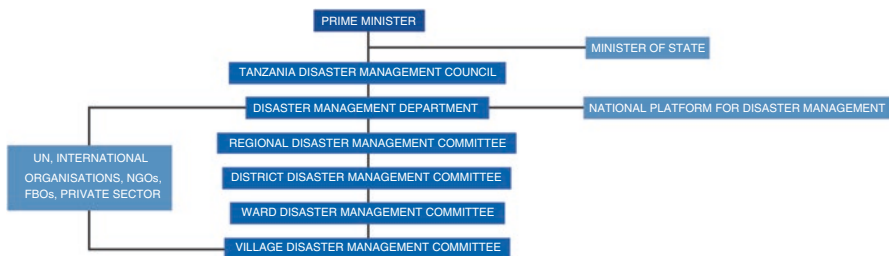 PRIME MINISTER
MINISTER OF STATE
TANZANIA DISASTER MANAGEMENT COUNCIL
DISASTER MANAGEMENT DEPARTMENT
NATIONAL PLATFORM FOR DISASTER MANAGEMENT
REGIONAL DISASTER MANAGEMENT COMMITTEE
UN, INTERNATIONAL
ORGANISATIONS, NGOs,
FBOs, PRIVATE SECTOR
DISTRICT DISASTER MANAGEMENT COMMITTEE
WARD DISASTER MANAGEMENT COMMITTEE
VILLAGE DISASTER MANAGEMENT COMMITTEE